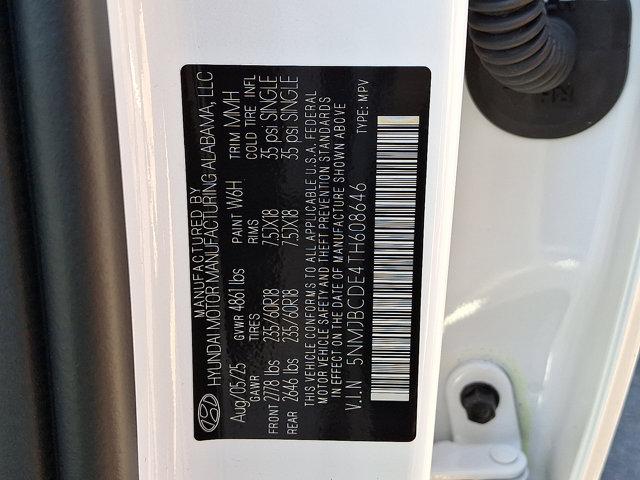 MANUFACTURED BY
HYUNDAI MOTOR MANUFACTURING ALABAMA, LLC
Aug/05/25 GVWR 4861 lbs PAINT W6H TRIM MMH
GAWR TIRES RIMS COLD TIRE INFL
FRONT 2778 lbs 235/60R18 7.5JX18 35 psi SINGLE
REAR 2646 lbs 235/60R18 7.5JX18 35 psi SINGLE
THIS VEHICLE CONFORMS TO ALL APPLICABLE U.S.A. FEDERAL
MOTOR VEHICLE SAFETY AND THEFT PREVENTION STANDARDS
IN EFFECT ON THE DATE OF MANUFACTURE SHOWN ABOVE
V.I.N 5NMJBCDE4TH608646 TYPE: MPV